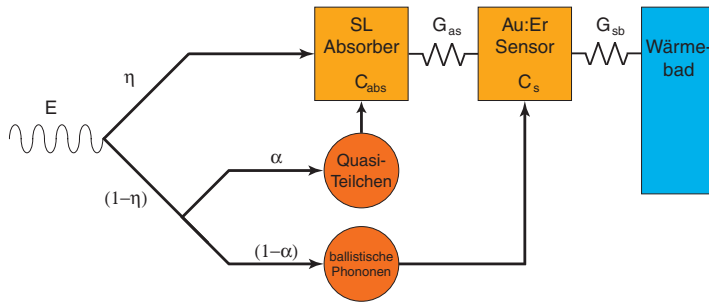 E
η
(1–η)
α
(1–α)
SL
Absorber
C_abs
G_as
Au:Er
Sensor
C_s
G_sb
Wärme-
bad
Quasi-
Teilchen
ballistische
Phononen